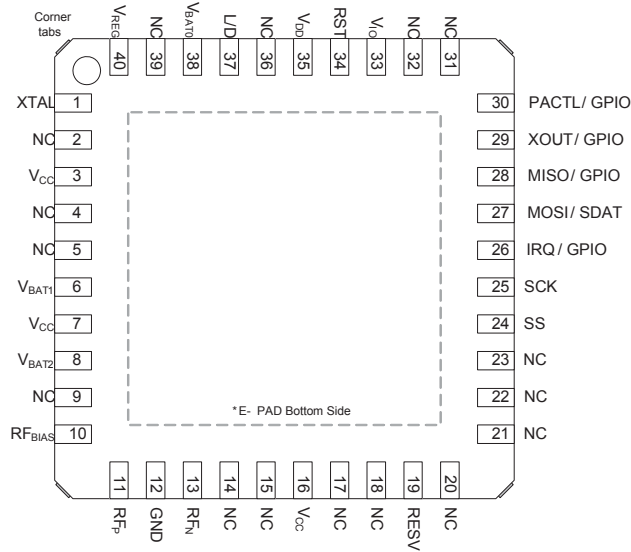 Corner
tabs
V_REG NC V_BAT0 L/D NC V_DD RST V_IO NC NC
40 39 38 37 36 35 34 33 32 31
XTAL 1
NC 2
V_CC 3
NC 4
NC 5
V_BAT1 6
V_CC 7
V_BAT2 8
NC 9
RF_BIAS 10
30 PACTL/ GPIO
29 XOUT/ GPIO
28 MISO/ GPIO
27 MOSI/ SDAT
26 IRQ / GPIO
25 SCK
24 SS
23 NC
22 NC
21 NC
*E- PAD Bottom Side
11 12 13 14 15 16 17 18 19 20
RF_P GND RF_N NC NC V_CC NC NC RESV NC